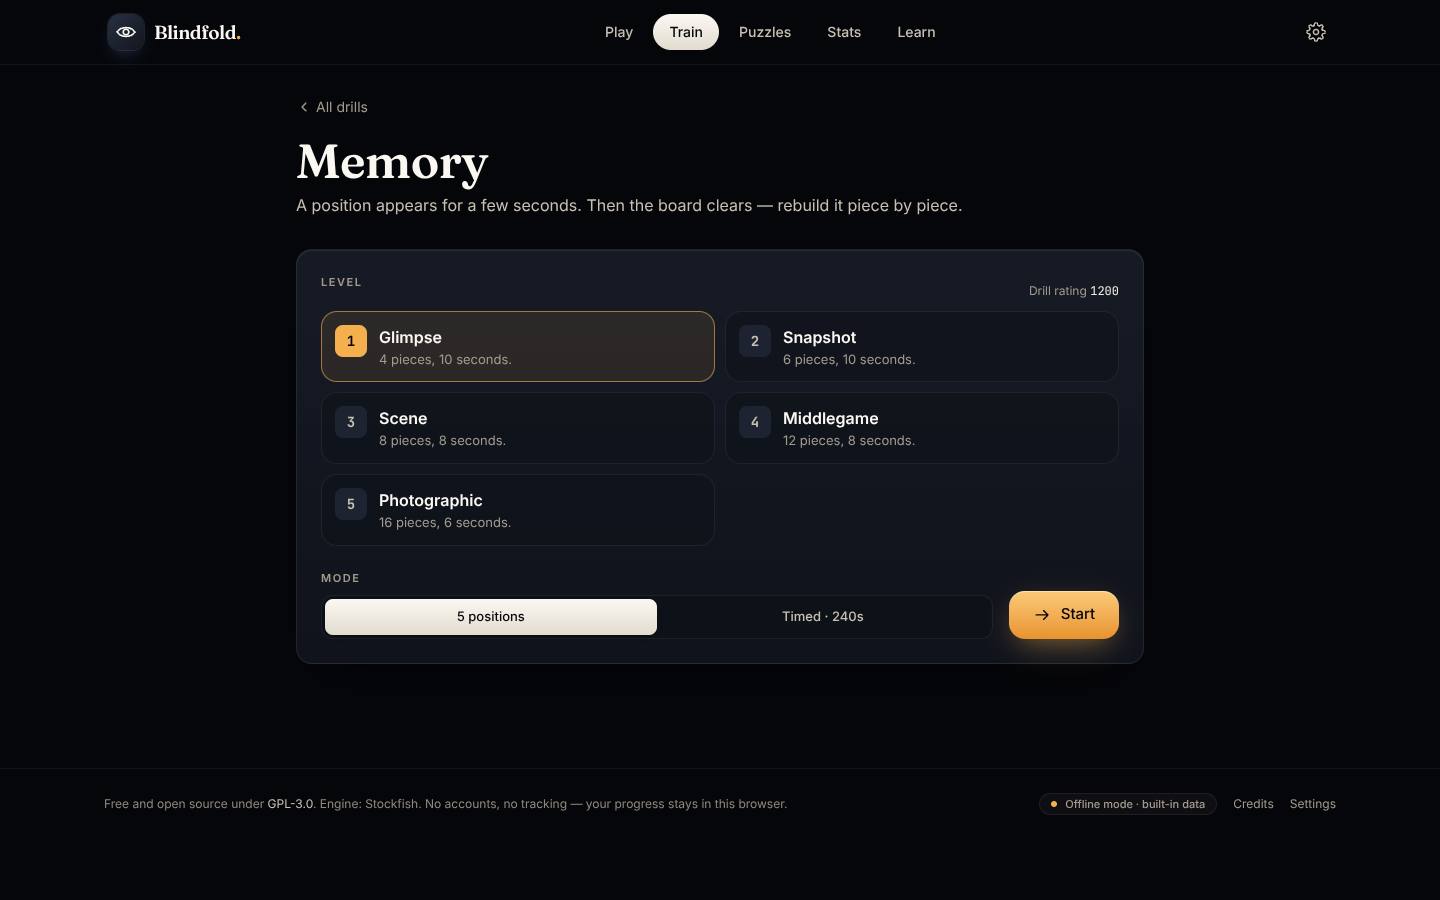 Blindfold.
Play
Train
Puzzles
Stats
Learn
All drills
Memory
A position appears for a few seconds. Then the board clears — rebuild it piece by piece.
LEVEL
Drill rating 1200
1
Glimpse
4 pieces, 10 seconds.
2
Snapshot
6 pieces, 10 seconds.
3
Scene
8 pieces, 8 seconds.
4
Middlegame
12 pieces, 8 seconds.
5
Photographic
16 pieces, 6 seconds.
MODE
5 positions
Timed · 240s
Start
Free and open source under GPL-3.0. Engine: Stockfish. No accounts, no tracking — your progress stays in this browser.
Offline mode · built-in data
Credits
Settings